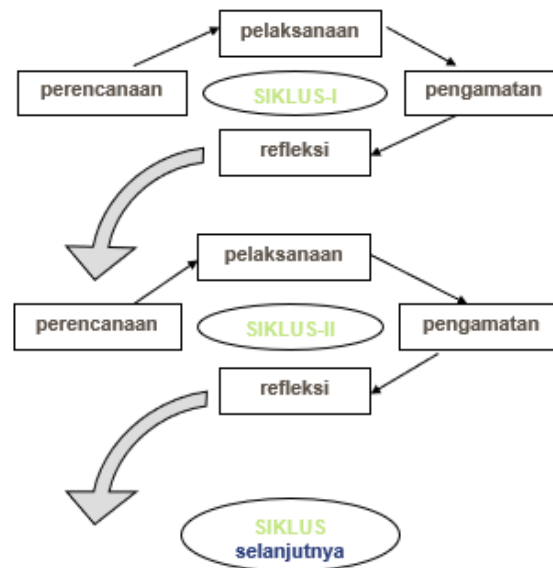 pelaksanaan
perencanaan
SIKLUS-I
pengamatan
refleksi
pelaksanaan
perencanaan
SIKLUS-II
pengamatan
refleksi
SIKLUS
selanjutnya